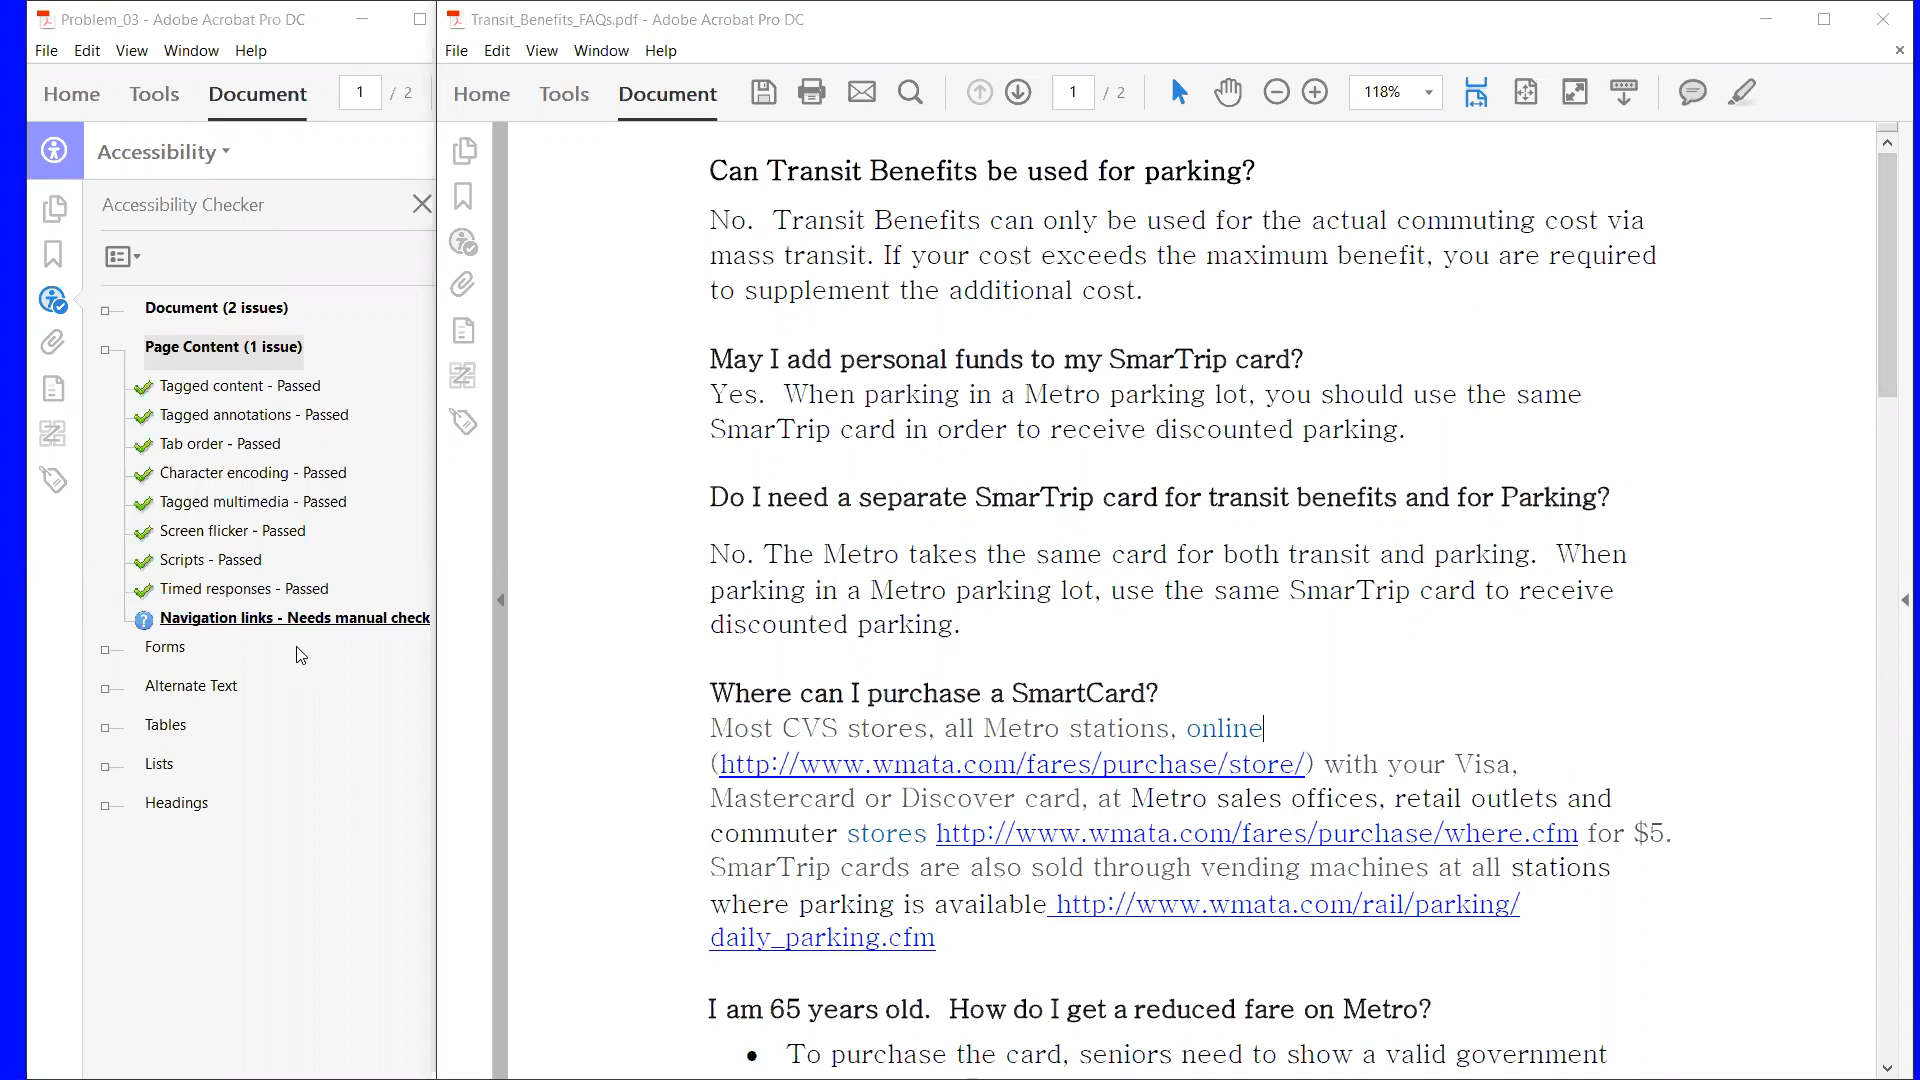 Problem_03 - Adobe Acrobat Pro DC
File Edit View Window Help
Home Tools Document 1 / 2
Accessibility
Accessibility Checker
Document (2 issues)
Page Content (1 issue)
Tagged content - Passed
Tagged annotations - Passed
Tab order - Passed
Character encoding - Passed
Tagged multimedia - Passed
Screen flicker - Passed
Scripts - Passed
Timed responses - Passed
Navigation links - Needs manual check
Forms
Alternate Text
Tables
Lists
Headings
Transit_Benefits_FAQs.pdf - Adobe Acrobat Pro DC
File Edit View Window Help
Home Tools Document 1 / 2 118%
Can Transit Benefits be used for parking?
No.  Transit Benefits can only be used for the actual commuting cost via
mass transit. If your cost exceeds the maximum benefit, you are required
to supplement the additional cost.
May I add personal funds to my SmarTrip card?
Yes.  When parking in a Metro parking lot, you should use the same
SmarTrip card in order to receive discounted parking.
Do I need a separate SmarTrip card for transit benefits and for Parking?
No. The Metro takes the same card for both transit and parking.  When
parking in a Metro parking lot, use the same SmarTrip card to receive
discounted parking.
Where can I purchase a SmartCard?
Most CVS stores, all Metro stations, online
(http://www.wmata.com/fares/purchase/store/) with your Visa,
Mastercard or Discover card, at Metro sales offices, retail outlets and
commuter stores http://www.wmata.com/fares/purchase/where.cfm for $5.
SmarTrip cards are also sold through vending machines at all stations
where parking is available http://www.wmata.com/rail/parking/
daily_parking.cfm
I am 65 years old.  How do I get a reduced fare on Metro?
• To purchase the card, seniors need to show a valid government